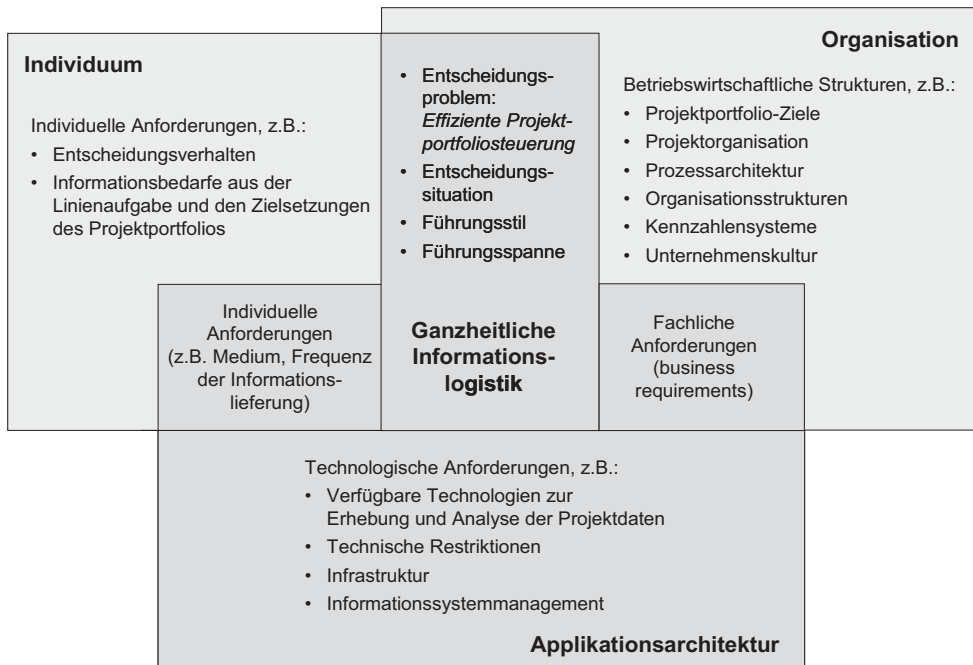 Individuum
Individuelle Anforderungen, z.B.:
• Entscheidungsverhalten
• Informationsbedarfe aus der
Linienaufgabe und den Zielsetzungen
des Projektportfolios
• Entscheidungs-
problem:
Effiziente Projekt-
portfoliosteuerung
• Entscheidungs-
situation
• Führungsstil
• Führungsspanne
Organisation
Betriebswirtschaftliche Strukturen, z.B.:
• Projektportfolio-Ziele
• Projektorganisation
• Prozessarchitektur
• Organisationsstrukturen
• Kennzahlensysteme
• Unternehmenskultur
Individuelle
Anforderungen
(z.B. Medium, Frequenz
der Informations-
lieferung)
Ganzheitliche
Informations-
logistik
Fachliche
Anforderungen
(business
requirements)
Technologische Anforderungen, z.B.:
• Verfügbare Technologien zur
Erhebung und Analyse der Projektdaten
• Technische Restriktionen
• Infrastruktur
• Informationssystemmanagement
Applikationsarchitektur